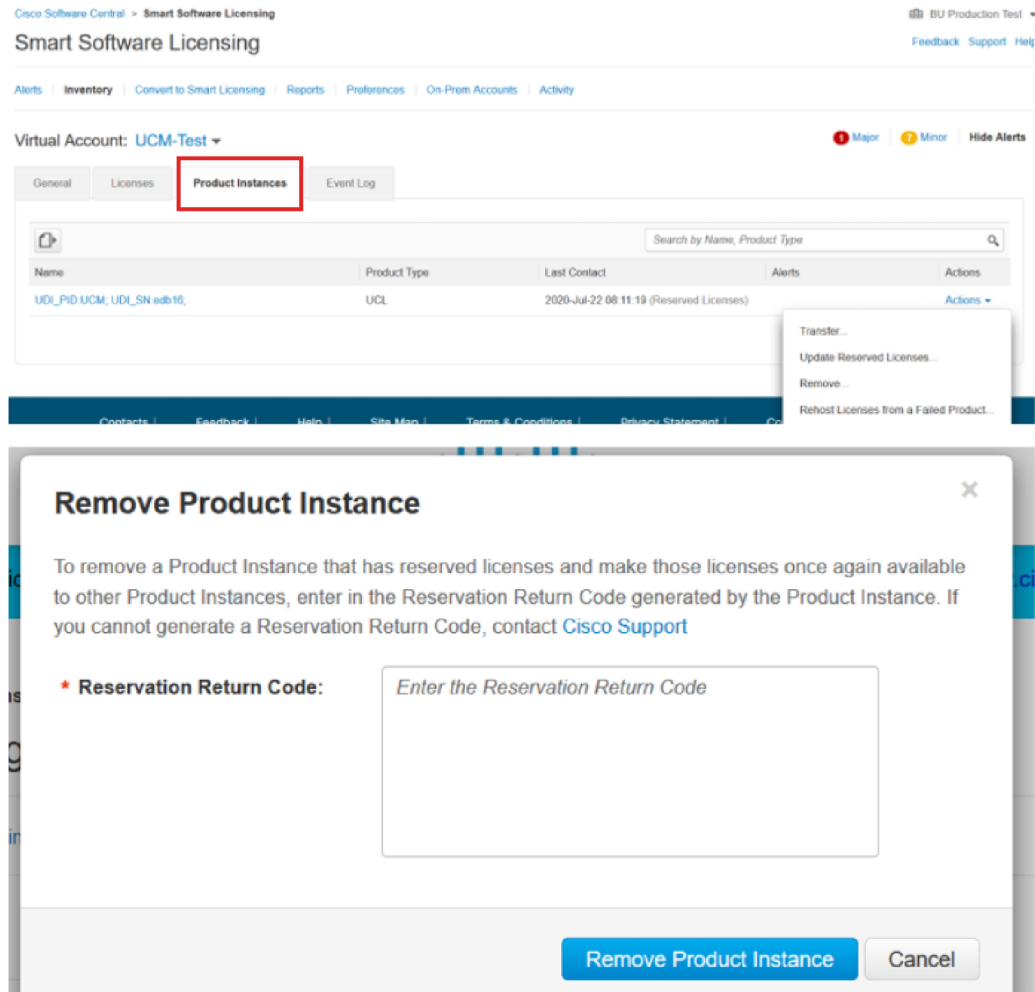 Cisco Software Central > Smart Software Licensing
BU Production Test
Smart Software Licensing
Feedback Support Help
Alerts Inventory Convert to Smart Licensing Reports Preferences On-Prem Accounts Activity
Virtual Account: UCM-Test
1 Major 7 Minor Hide Alerts
General Licenses Product Instances Event Log
Search by Name, Product Type
Name Product Type Last Contact Alerts Actions
UDI_PID:UCM; UDI_SN:edb16; UCL 2020-Jul-22 08:11:19 (Reserved Licenses) Actions
Transfer...
Update Reserved Licenses...
Remove...
Rehost Licenses from a Failed Product...
Contacts | Feedback | Help | Site Map | Terms & Conditions | Privacy Statement |
Remove Product Instance
To remove a Product Instance that has reserved licenses and make those licenses once again available
to other Product Instances, enter in the Reservation Return Code generated by the Product Instance. If
you cannot generate a Reservation Return Code, contact Cisco Support
* Reservation Return Code:
Enter the Reservation Return Code
Remove Product Instance Cancel